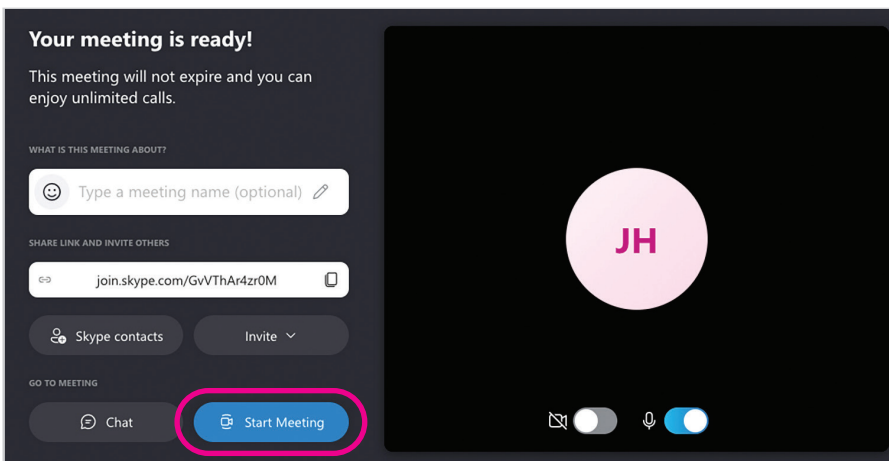 Your meeting is ready!
This meeting will not expire and you can
enjoy unlimited calls.
WHAT IS THIS MEETING ABOUT?
Type a meeting name (optional)
SHARE LINK AND INVITE OTHERS
join.skype.com/GvVThAr4zr0M
Skype contacts
Invite
GO TO MEETING
Chat
Start Meeting
JH